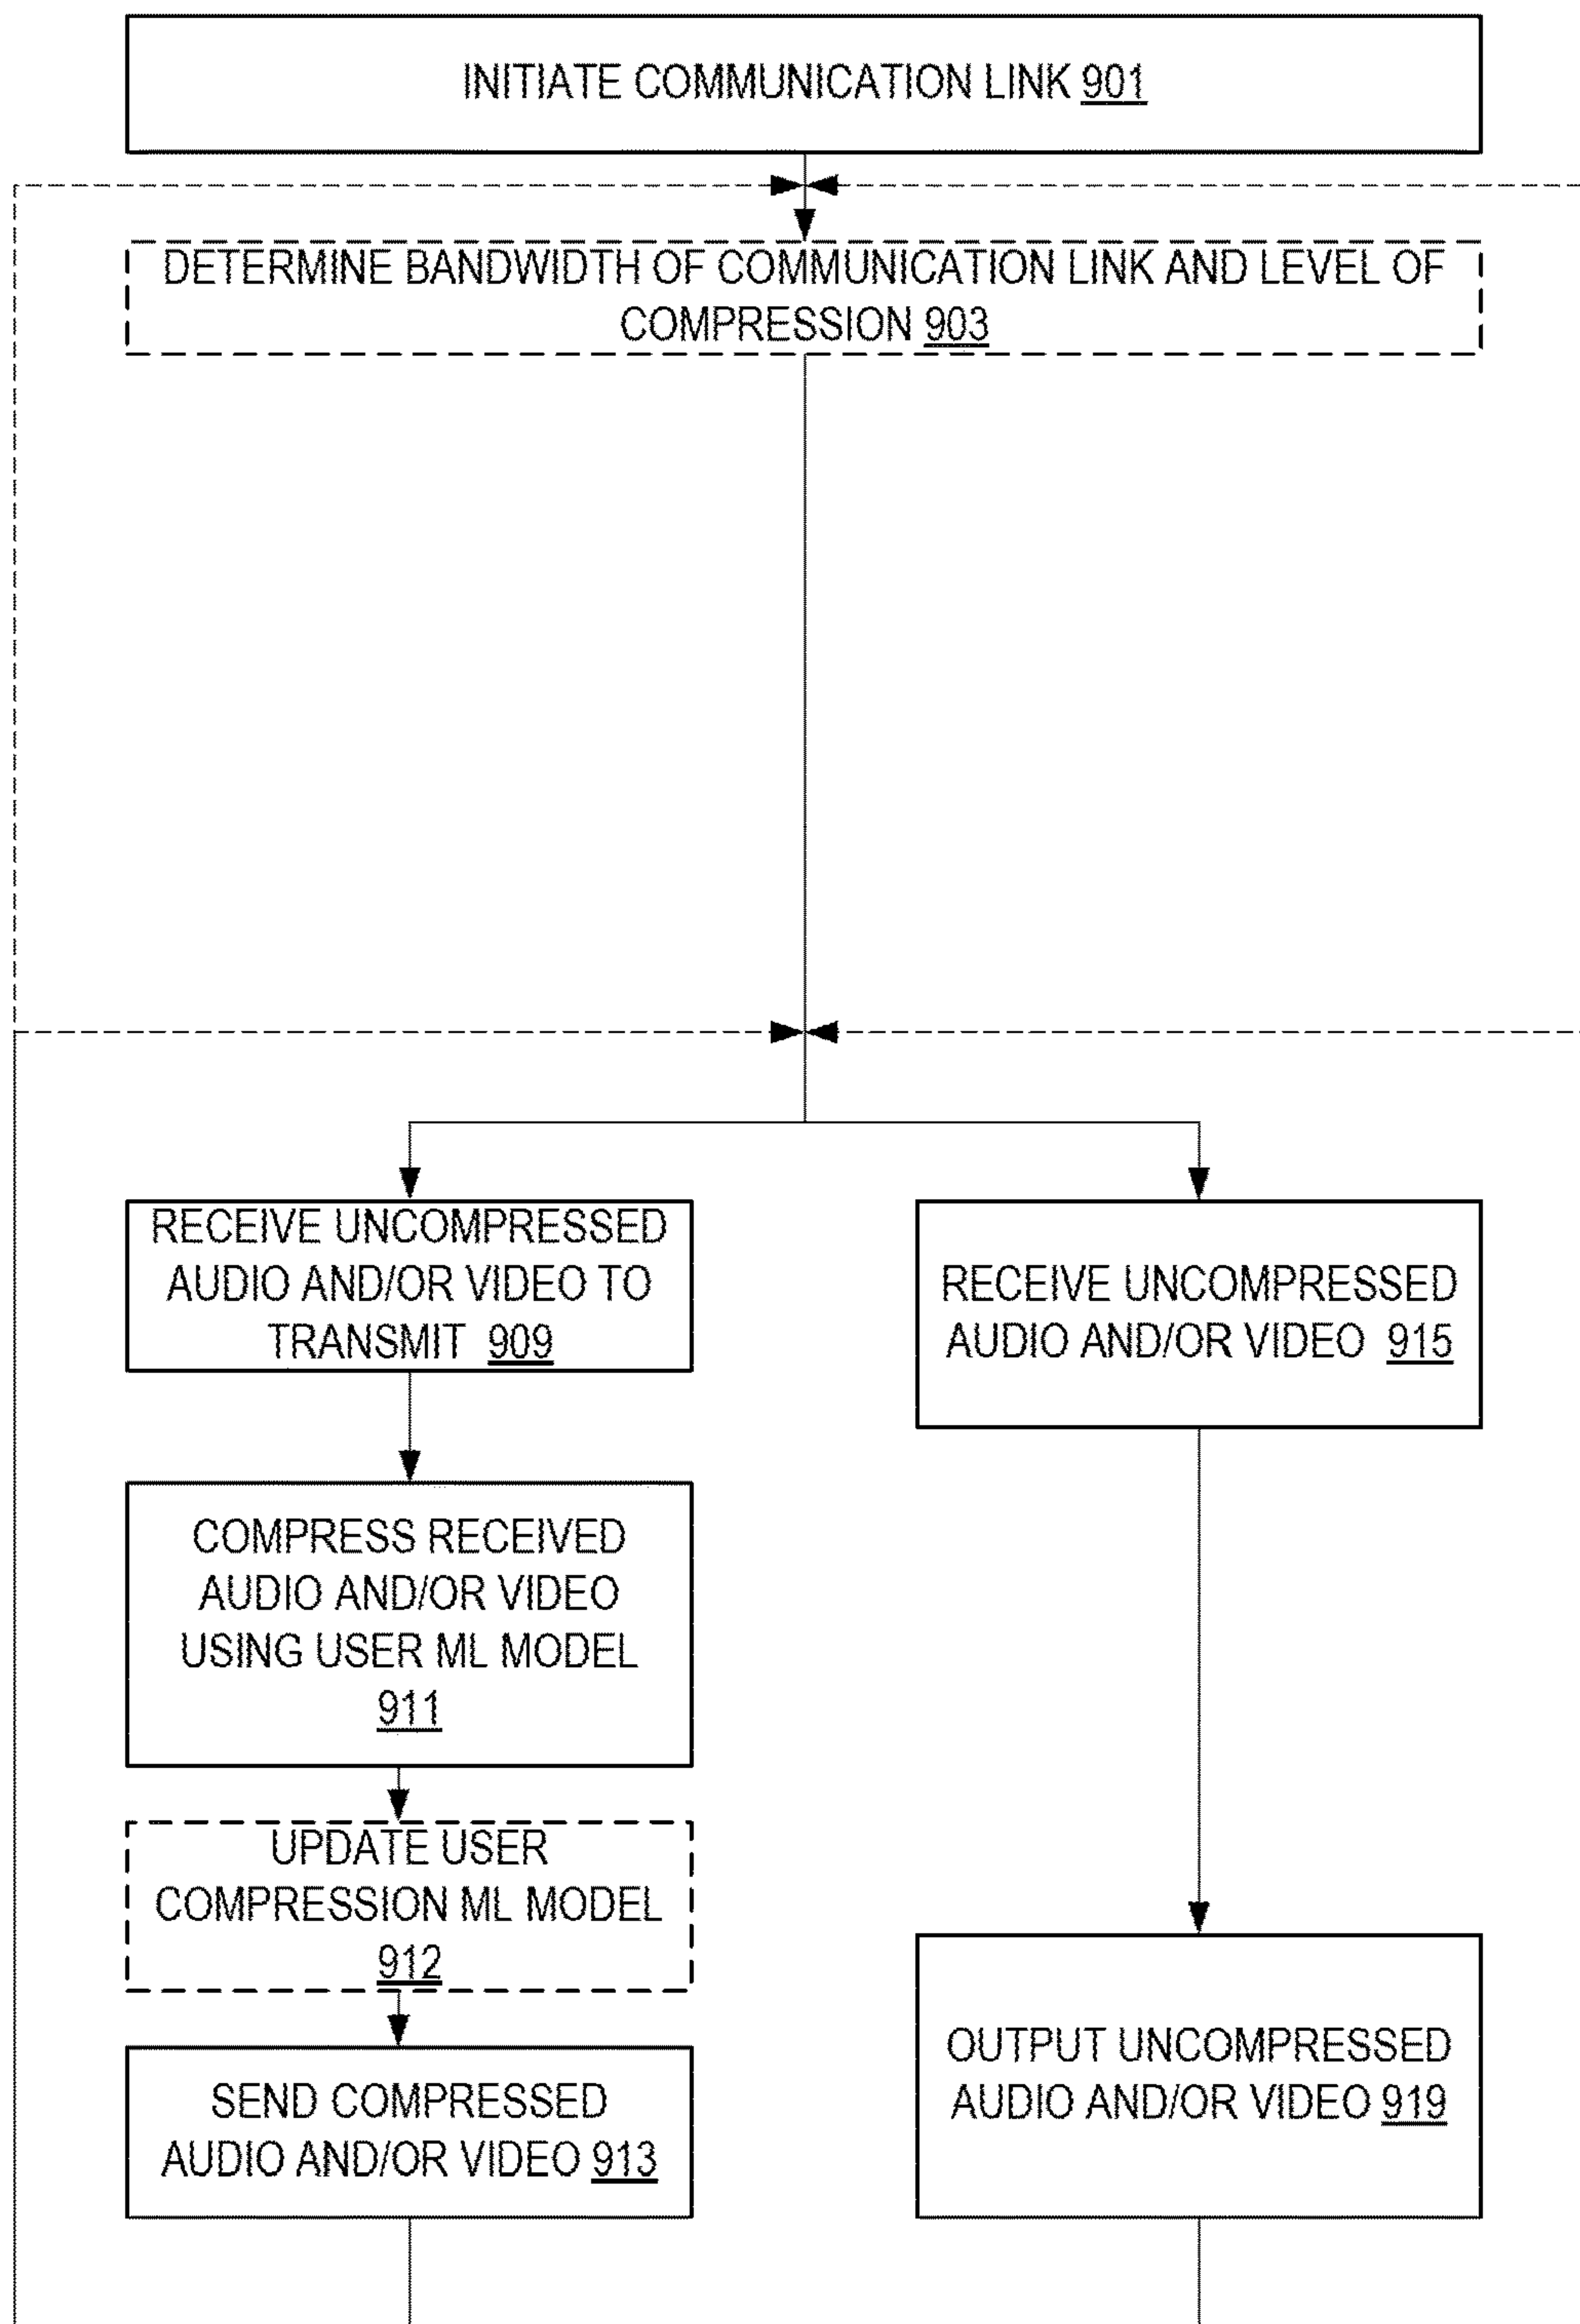 INITIATE COMMUNICATION LINK 901
DETERMINE BANDWIDTH OF COMMUNICATION LINK AND LEVEL OF
COMPRESSION 903
RECEIVE UNCOMPRESSED
AUDIO AND/OR VIDEO TO
TRANSMIT 909
COMPRESS RECEIVED
AUDIO AND/OR VIDEO
USING USER ML MODEL
911
UPDATE USER
COMPRESSION ML MODEL
912
SEND COMPRESSED
AUDIO AND/OR VIDEO 913
RECEIVE UNCOMPRESSED
AUDIO AND/OR VIDEO 915
OUTPUT UNCOMPRESSED
AUDIO AND/OR VIDEO 919